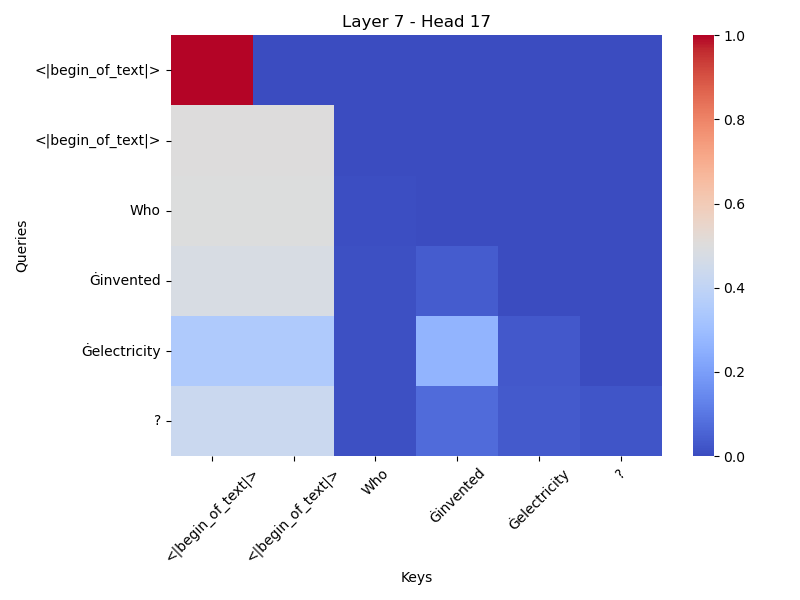 Layer 7 - Head 17
<|begin_of_text|>
<|begin_of_text|>
Who
Ġinvented
Ġelectricity
?
Queries
<|begin_of_text|>
<|begin_of_text|>
Who
Ġinvented
Ġelectricity
?
Keys
1.0
0.8
0.6
0.4
0.2
0.0